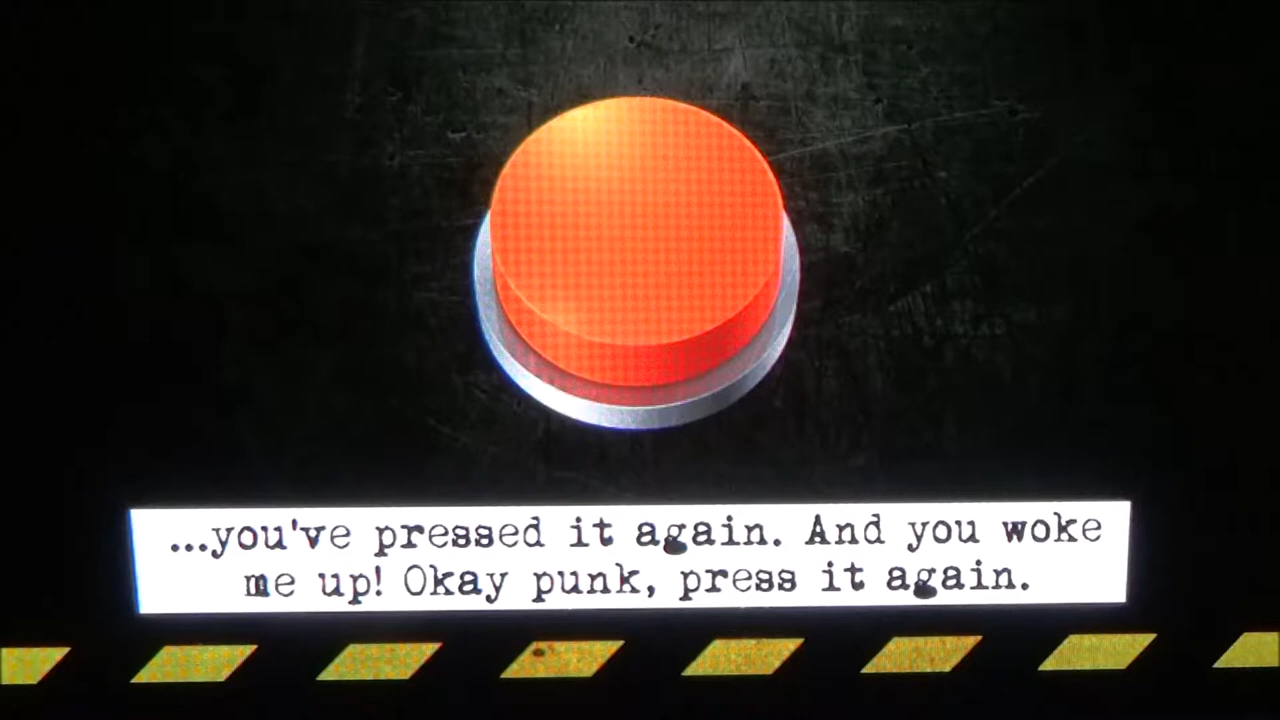 ...you've pressed it again. And you woke
me up! Okay punk, press it again.